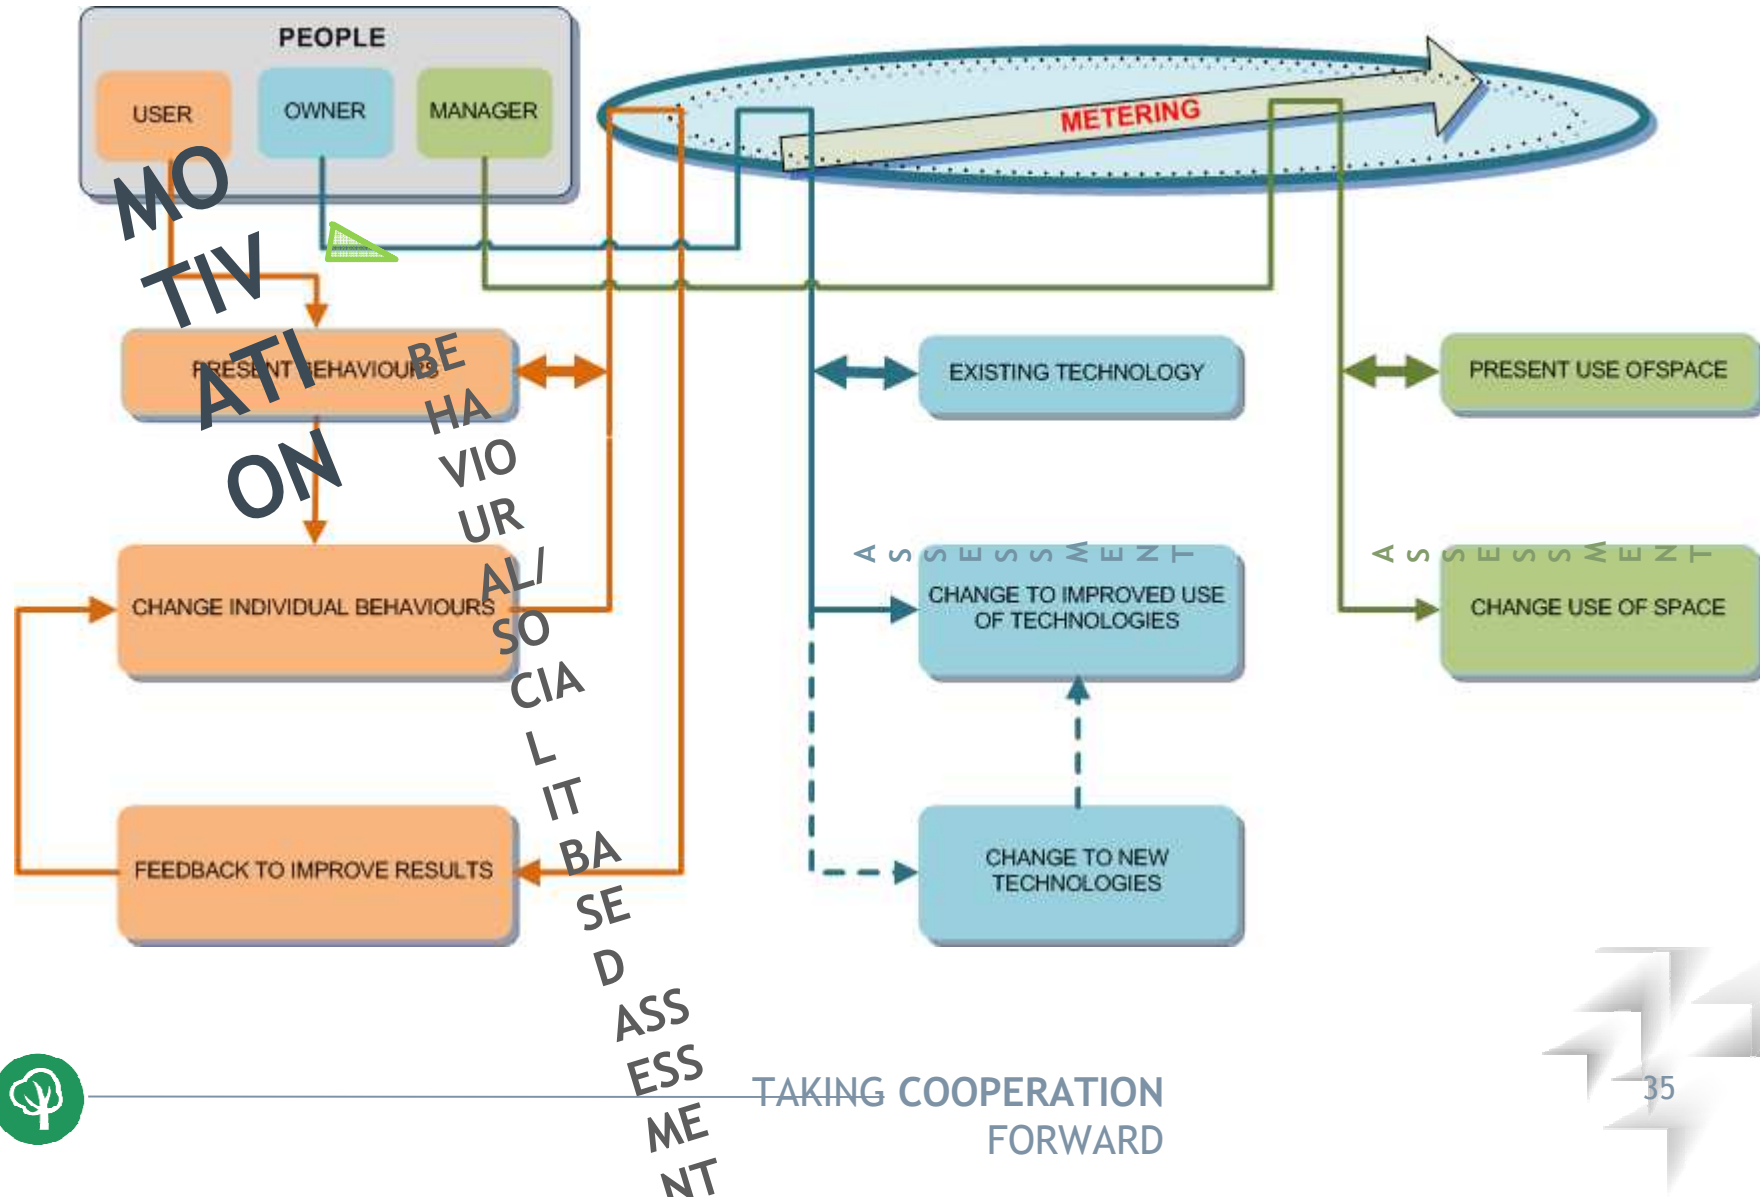 PEOPLE
USER
OWNER
MANAGER
METERING
MO
TIV
ATI
ON
PRESENT BEHAVIOURS
EXISTING TECHNOLOGY
PRESENT USE OFSPACE
BE
HA
VIO
UR
AL/
SO
CIA
L
IT
BA
SE
D
ASS
ESS
ME
NT
ASSESSMENT
ASSESSMENT
CHANGE INDIVIDUAL BEHAVIOURS
CHANGE TO IMPROVED USE
OF TECHNOLOGIES
CHANGE USE OF SPACE
FEEDBACK TO IMPROVE RESULTS
CHANGE TO NEW
TECHNOLOGIES
TAKING COOPERATION
FORWARD
35